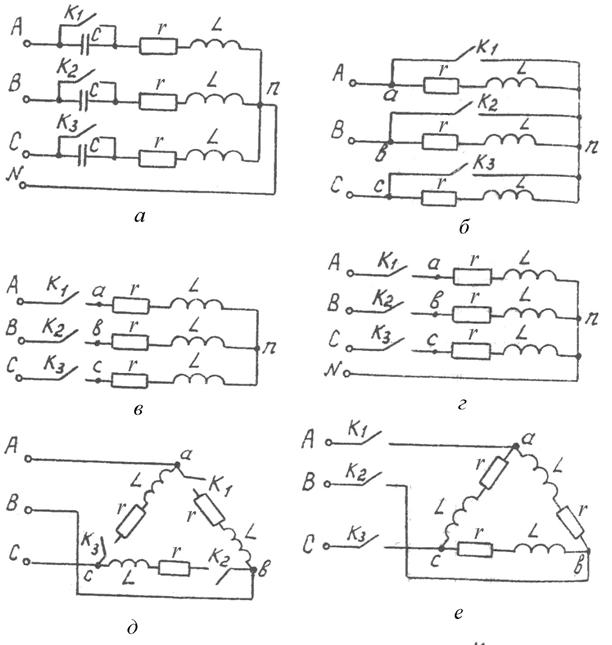 K1
A C r L
K2
B C r L n
K3
C C r L
N
а
K1
A a r L
K2
B в r L n
K3
C c r L
б
A K1 a r L
B K2 в r L n
C K3 c r L
в
A K1 a r L
B K2 в r L n
C K3 c r L
N
г
A a
L K1
B r r L
K3 r K2
C c L в
д
A K1 a
r L
B K2
L r
C K3 r L
c в
е